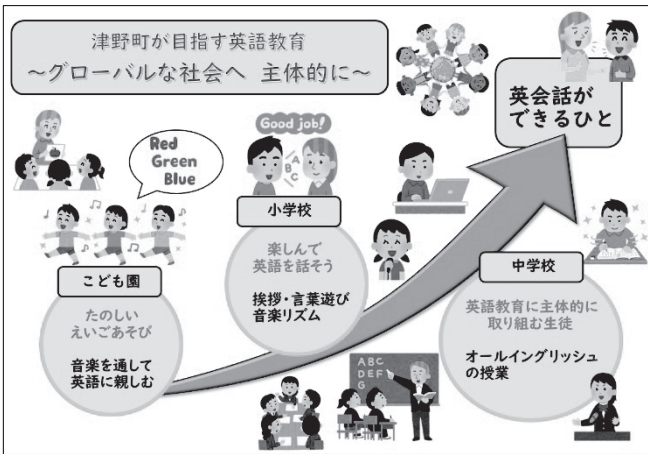 津野町が目指す英語教育
～グローバルな社会へ 主体的に～
英会話が
できるひと
Good job!
A
B
C
Red
Green
Blue
こども園
たのしい
えいごあそび
音楽を通して
英語に親しむ
小学校
楽しんで
英語を話そう
挨拶・言葉遊び
音楽リズム
中学校
英語教育に主体的に
取り組む生徒
オールイングリッシュ
の授業
ABC
DEF
G